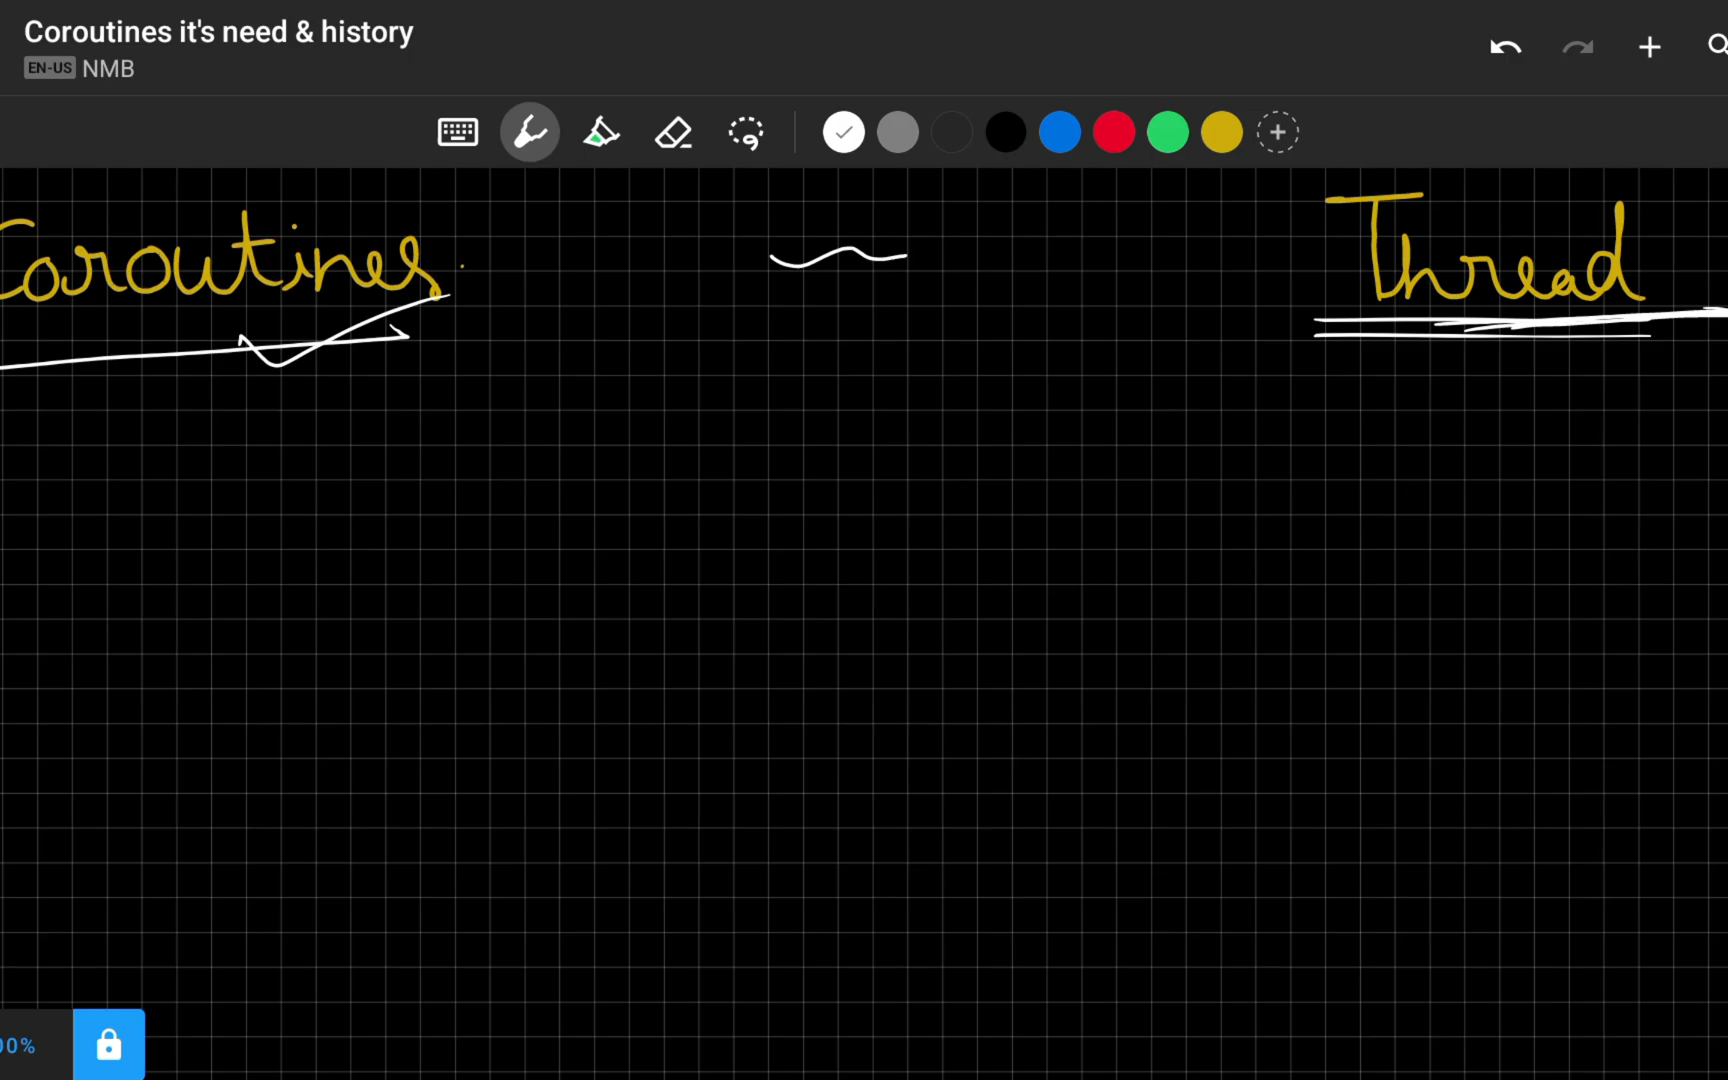 Coroutines it's need & history
EN-US NMB
Coroutines. Thread
00%